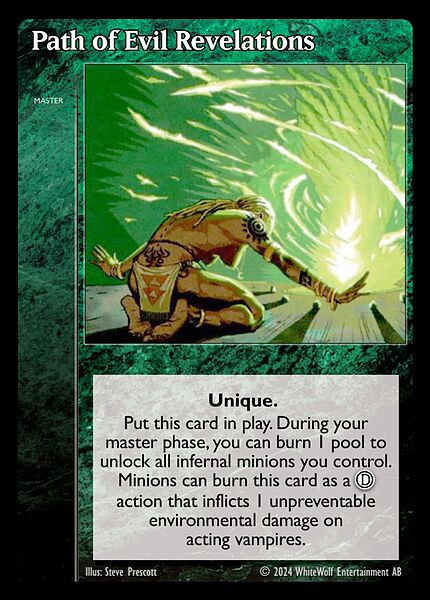 Path of Evil Revelations
MASTER
Unique.
Put this card in play. During your
master phase, you can burn 1 pool to
unlock all infernal minions you control.
Minions can burn this card as a Ⓓ
action that inflicts 1 unpreventable
environmental damage on
acting vampires.
Illus: Steve Prescott © 2024 WhiteWolf Entertainment AB